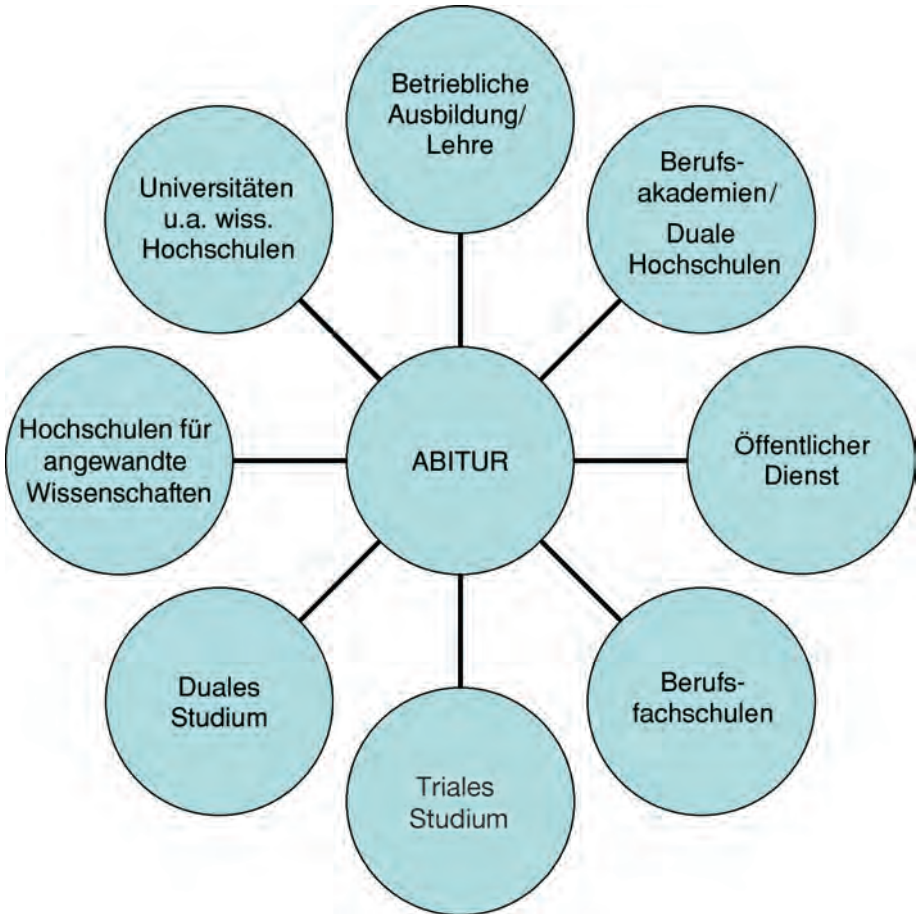 Betriebliche
Ausbildung/
Lehre
Berufs-
akademien/
Duale
Hochschulen
Öffentlicher
Dienst
Berufs-
fachschulen
Triales
Studium
Duales
Studium
Hochschulen für
angewandte
Wissenschaften
Universitäten
u.a. wiss.
Hochschulen
ABITUR